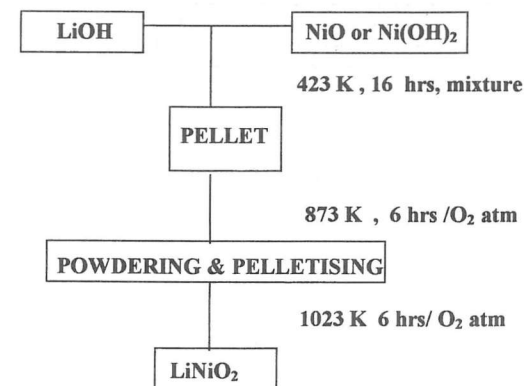 LiOH
NiO or Ni(OH)₂
423 K , 16 hrs, mixture
PELLET
873 K , 6 hrs /O₂ atm
POWDERING & PELLETISING
1023 K 6 hrs/ O₂ atm
LiNiO₂